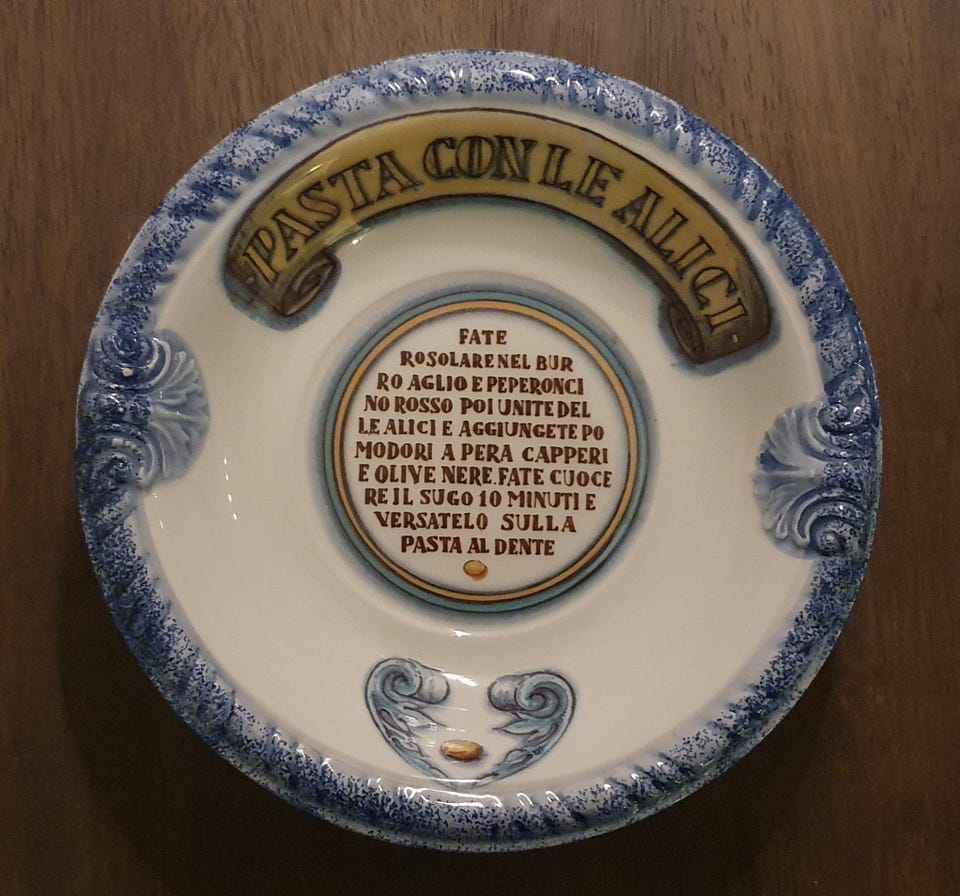 PASTA CON LE ALICI.
FATE
ROSOLARE NEL BUR
RO AGLIO E PEPERONCI
NO ROSSO POI UNITE DEL
LE ALICI E AGGIUNGETE PO
MODORI A PERA CAPPERI
E OLIVE NERE. FATE CUOCE
RE IL SUGO 10 MINUTI E
VERSATELO SULLA
PASTA AL DENTE